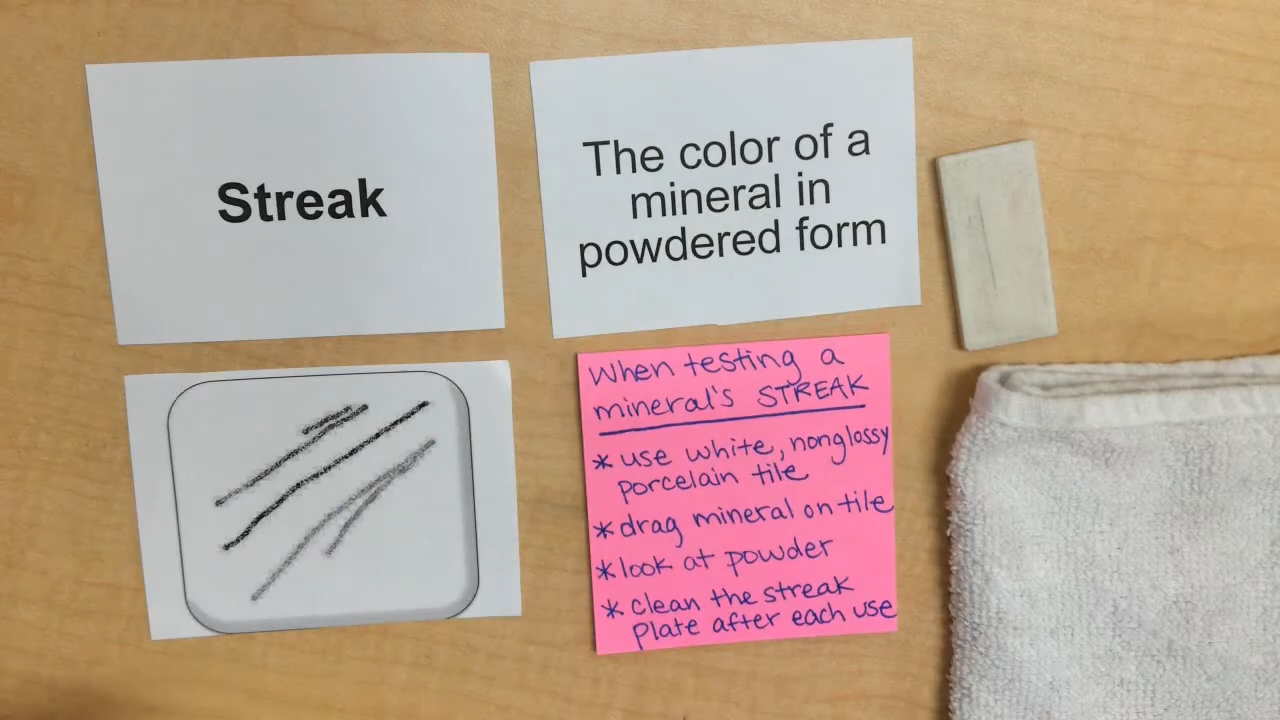 Streak
The color of a
mineral in
powdered form
When testing a
mineral's STREAK
* use white, nonglossy
porcelain tile
* drag mineral on tile
* look at powder
* clean the streak
plate after each use